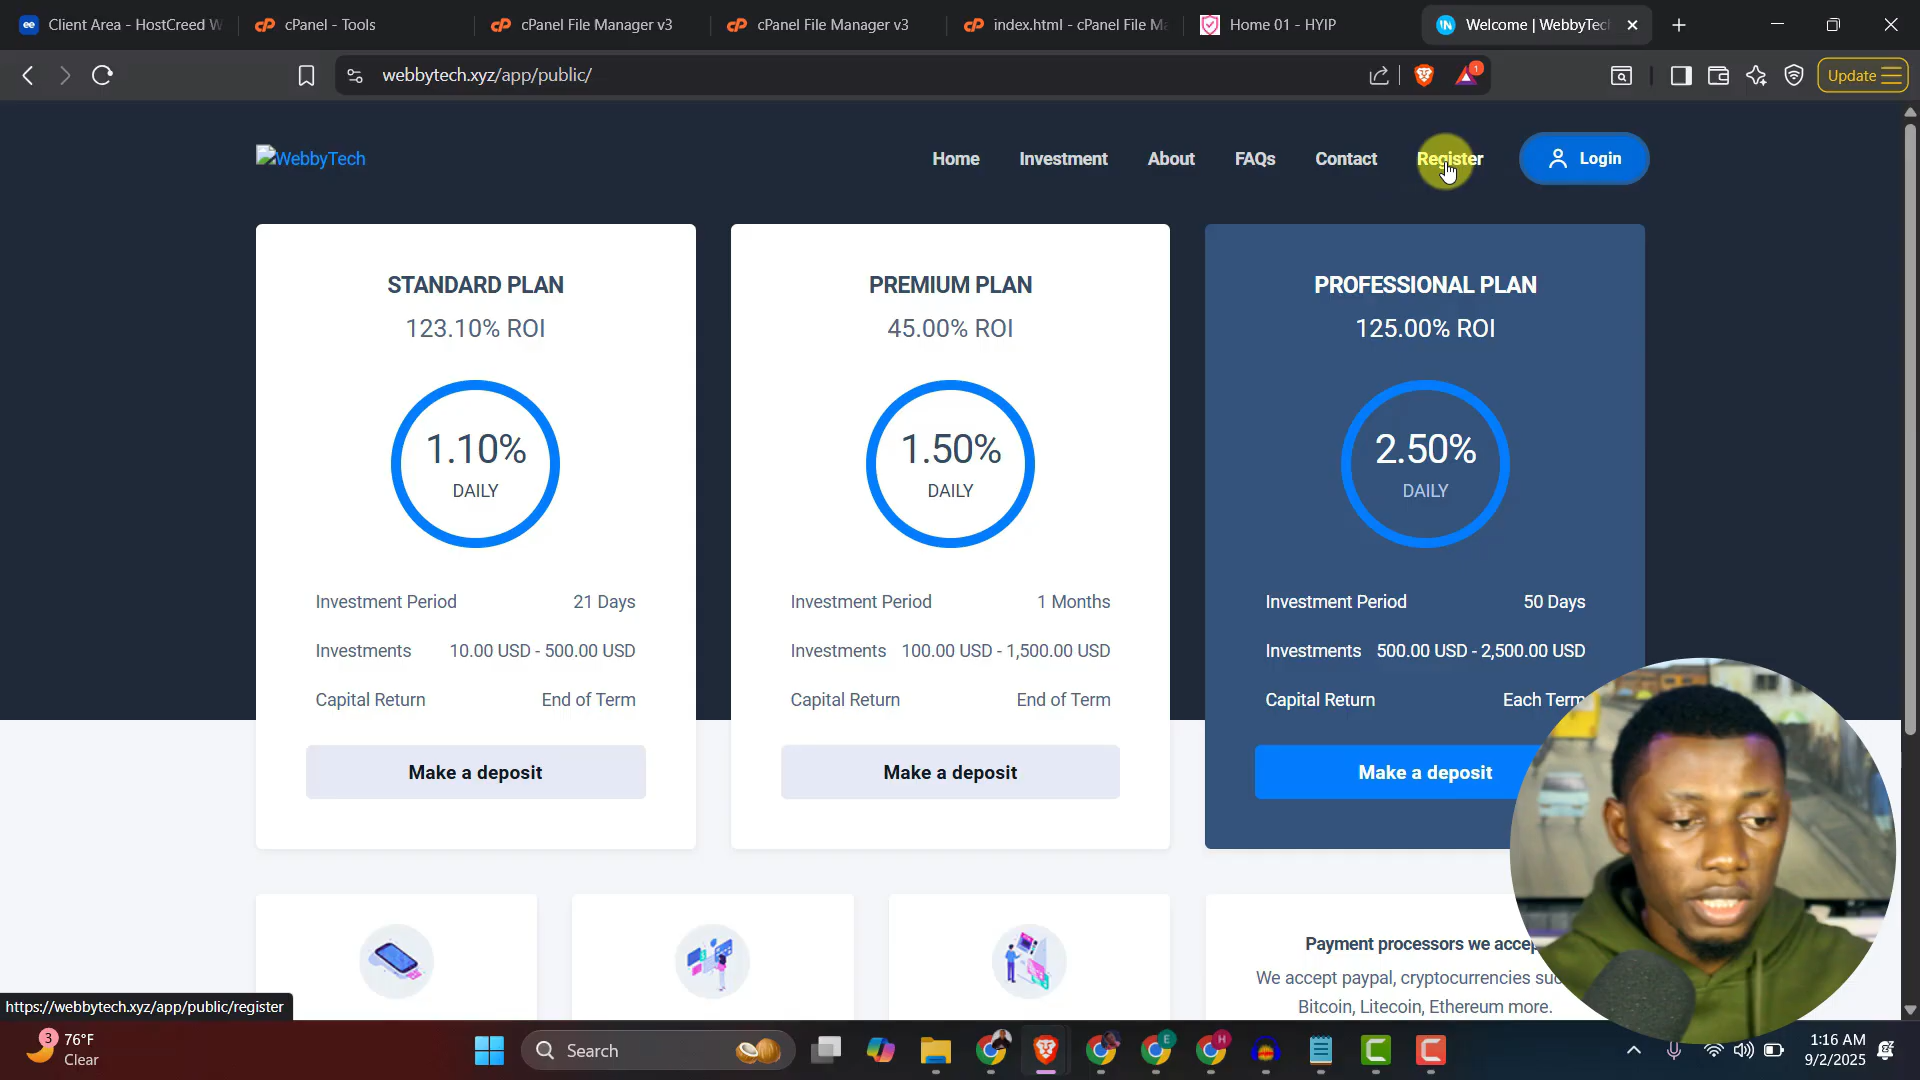 Client Area - HostCreed W
cPanel - Tools
cPanel File Manager v3
cPanel File Manager v3
index.html - cPanel File Ma
Home 01 - HYIP
Welcome | WebbyTec
webbytech.xyz/app/public/
1
Update
WebbyTech
Home
Investment
About
FAQs
Contact
Register
Login
STANDARD PLAN
123.10% ROI
1.10%
DAILY
Investment Period 21 Days
Investments 10.00 USD - 500.00 USD
Capital Return End of Term
Make a deposit
PREMIUM PLAN
45.00% ROI
1.50%
DAILY
Investment Period 1 Months
Investments 100.00 USD - 1,500.00 USD
Capital Return End of Term
Make a deposit
PROFESSIONAL PLAN
125.00% ROI
2.50%
DAILY
Investment Period 50 Days
Investments 500.00 USD - 2,500.00 USD
Capital Return Each Term
Make a deposit
Payment processors we accep
We accept paypal, cryptocurrencies suc
Bitcoin, Litecoin, Ethereum more.
https://webbytech.xyz/app/public/register
3
76°F
Clear
Search
1:16 AM
9/2/2025